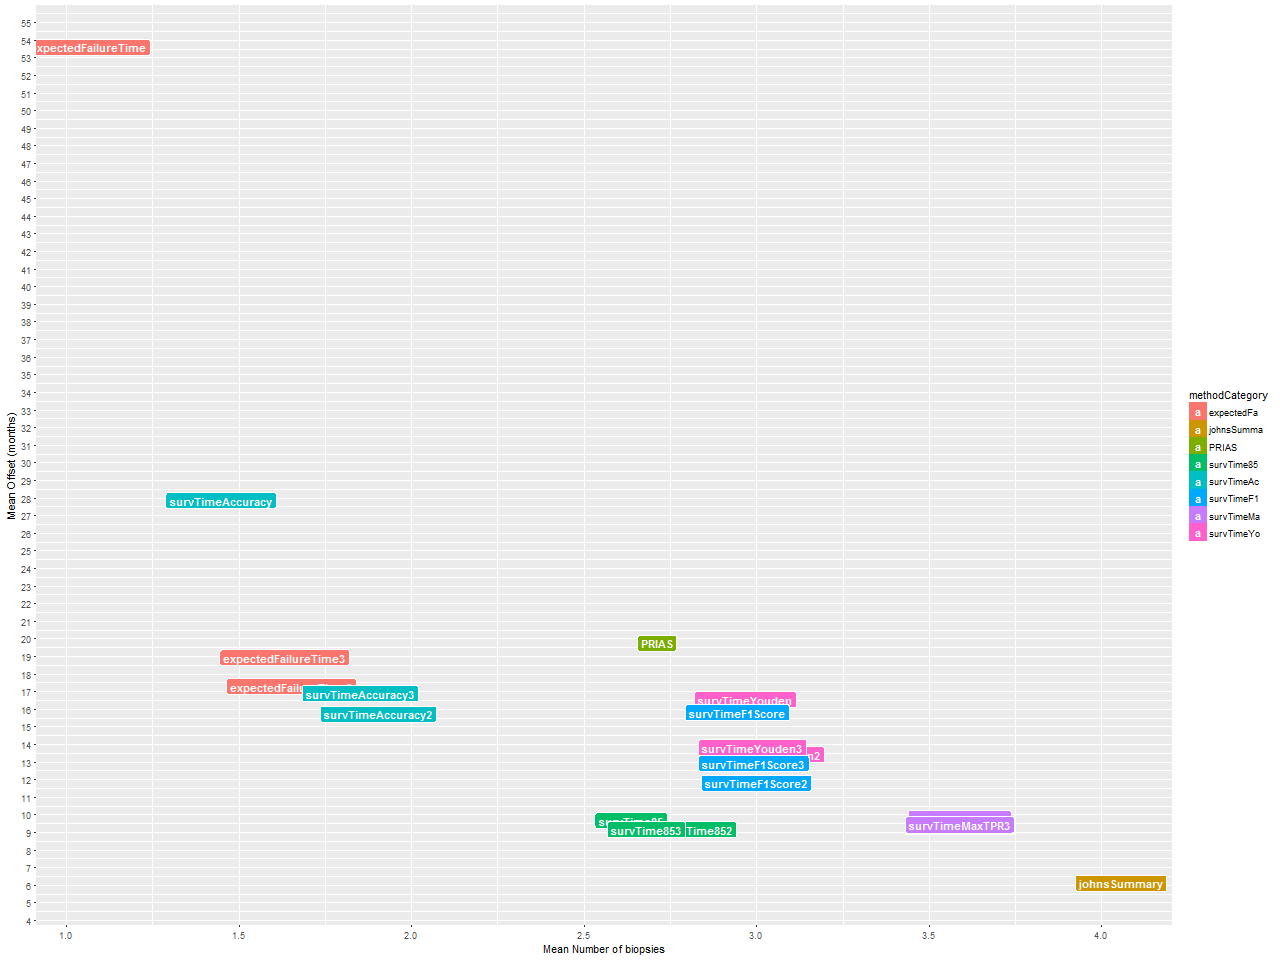 55
54
53
52
51
50
49
48
47
46
45
44
43
42
41
40
39
38
37
36
35
34
33
32
31
30
29
28
27
26
25
24
23
22
21
20
19
18
17
16
15
14
13
12
11
10
9
8
7
6
5
4
Mean Offset (months)
xpectedFailureTime
survTimeAccuracy
PRIAS
expectedFailureTime3
expectedFailu
survTimeAccuracy3
survTimeAccuracy2
survTimeYouden
survTimeF1Score
survTimeYouden3
n2
survTimeF1Score3
survTimeF1Score2
survTime85
survTime853
Time852
survTimeMaxTPR3
johnsSummary
1.0
1.5
2.0
2.5
3.0
3.5
4.0
Mean Number of biopsies
methodCategory
a expectedFa
a johnsSumma
a PRIAS
a survTime85
a survTimeAc
a survTimeF1
a survTimeMa
a survTimeYo